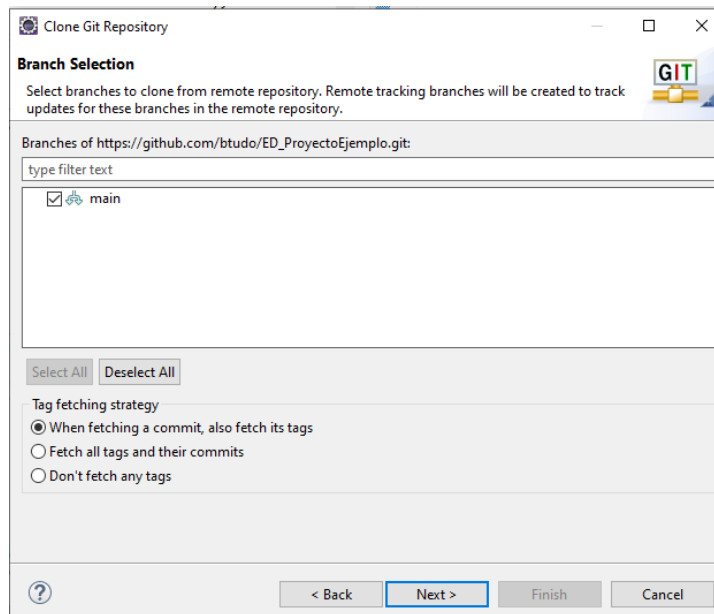 Clone Git Repository
Branch Selection
Select branches to clone from remote repository. Remote tracking branches will be created to track
updates for these branches in the remote repository.
GIT
Branches of https://github.com/btudo/ED_ProyectoEjemplo.git:
type filter text
main
Select All
Deselect All
Tag fetching strategy
When fetching a commit, also fetch its tags
Fetch all tags and their commits
Don't fetch any tags
?
< Back
Next >
Finish
Cancel